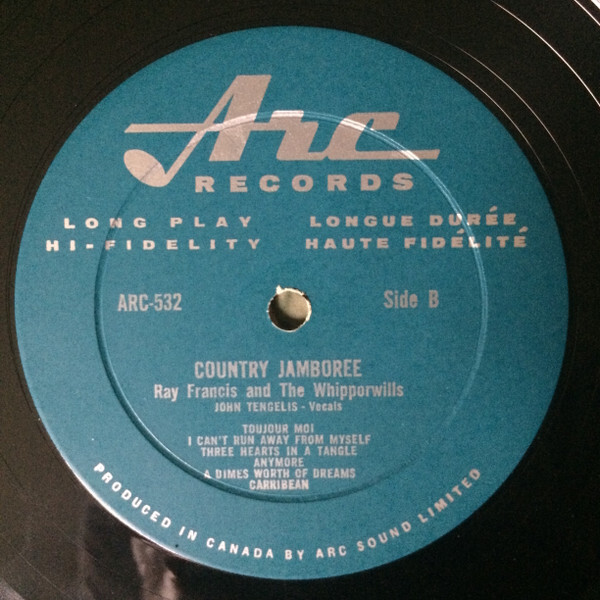 Arc
RECORDS
LONG PLAY LONGUE DURÉE,
HI-FIDELITY HAUTE FIDÉLITÉ
ARC-532 Side B
COUNTRY JAMBOREE
Ray Francis and The Whipporwills
JOHN TENGELIS - Vocals
TOUJOUR MOI
I CAN'T RUN AWAY FROM MYSELF
THREE HEARTS IN A TANGLE
ANYMORE
A DIMES WORTH OF DREAMS
CARRIBEAN
PRODUCED IN CANADA BY ARC SOUND LIMITED